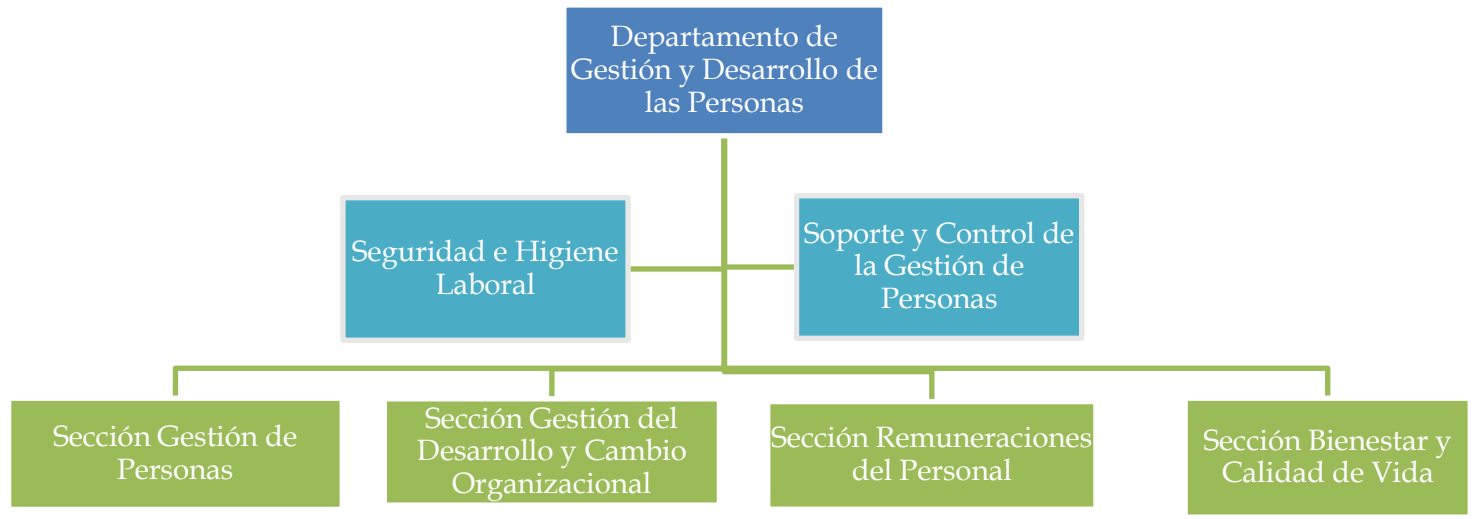 Departamento de
Gestión y Desarrollo de
las Personas
Seguridad e Higiene
Laboral
Soporte y Control de
la Gestión de
Personas
Sección Gestión de
Personas
Sección Gestión del
Desarrollo y Cambio
Organizacional
Sección Remuneraciones
del Personal
Sección Bienestar y
Calidad de Vida